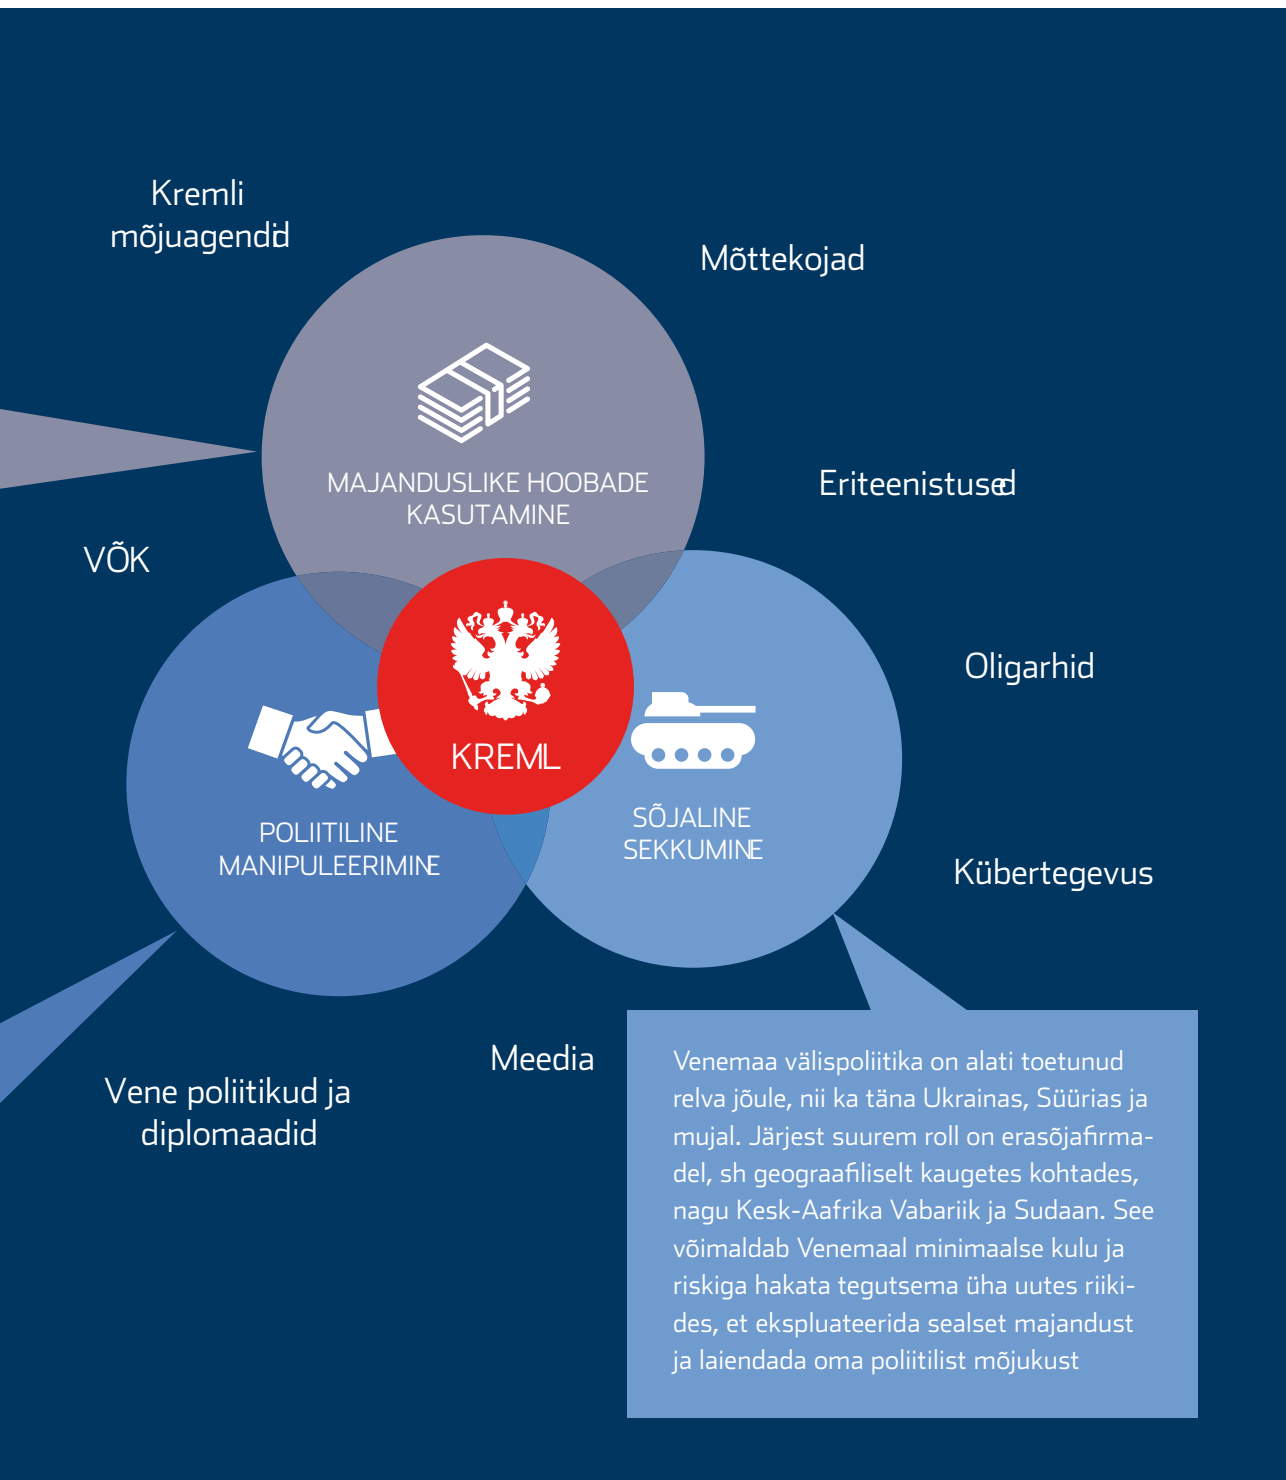 Kremli
mõjuagendid
Mõttekojad
MAJANDUSLIKE HOOBADE
KASUTAMINE
Eriteenistused
VÕK
Oligarhid
KREML
POLIITILINE
MANIPULEERIMINE
SÕJALINE
SEKKUMINE
Kübertegevus
Meedia
Vene poliitikud ja
diplomaadid
Venemaa välispoliitika on alati toetunud
relva jõule, nii ka täna Ukrainas, Süürias ja
mujal. Järjest suurem roll on erasõjafirma-
del, sh geograafiliselt kaugetes kohtades,
nagu Kesk-Aafrika Vabariik ja Sudaan. See
võimaldab Venemaal minimaalse kulu ja
riskiga hakata tegutsema üha uutes riiki-
des, et ekspluateerida sealset majandust
ja laiendada oma poliitilist mõjukust